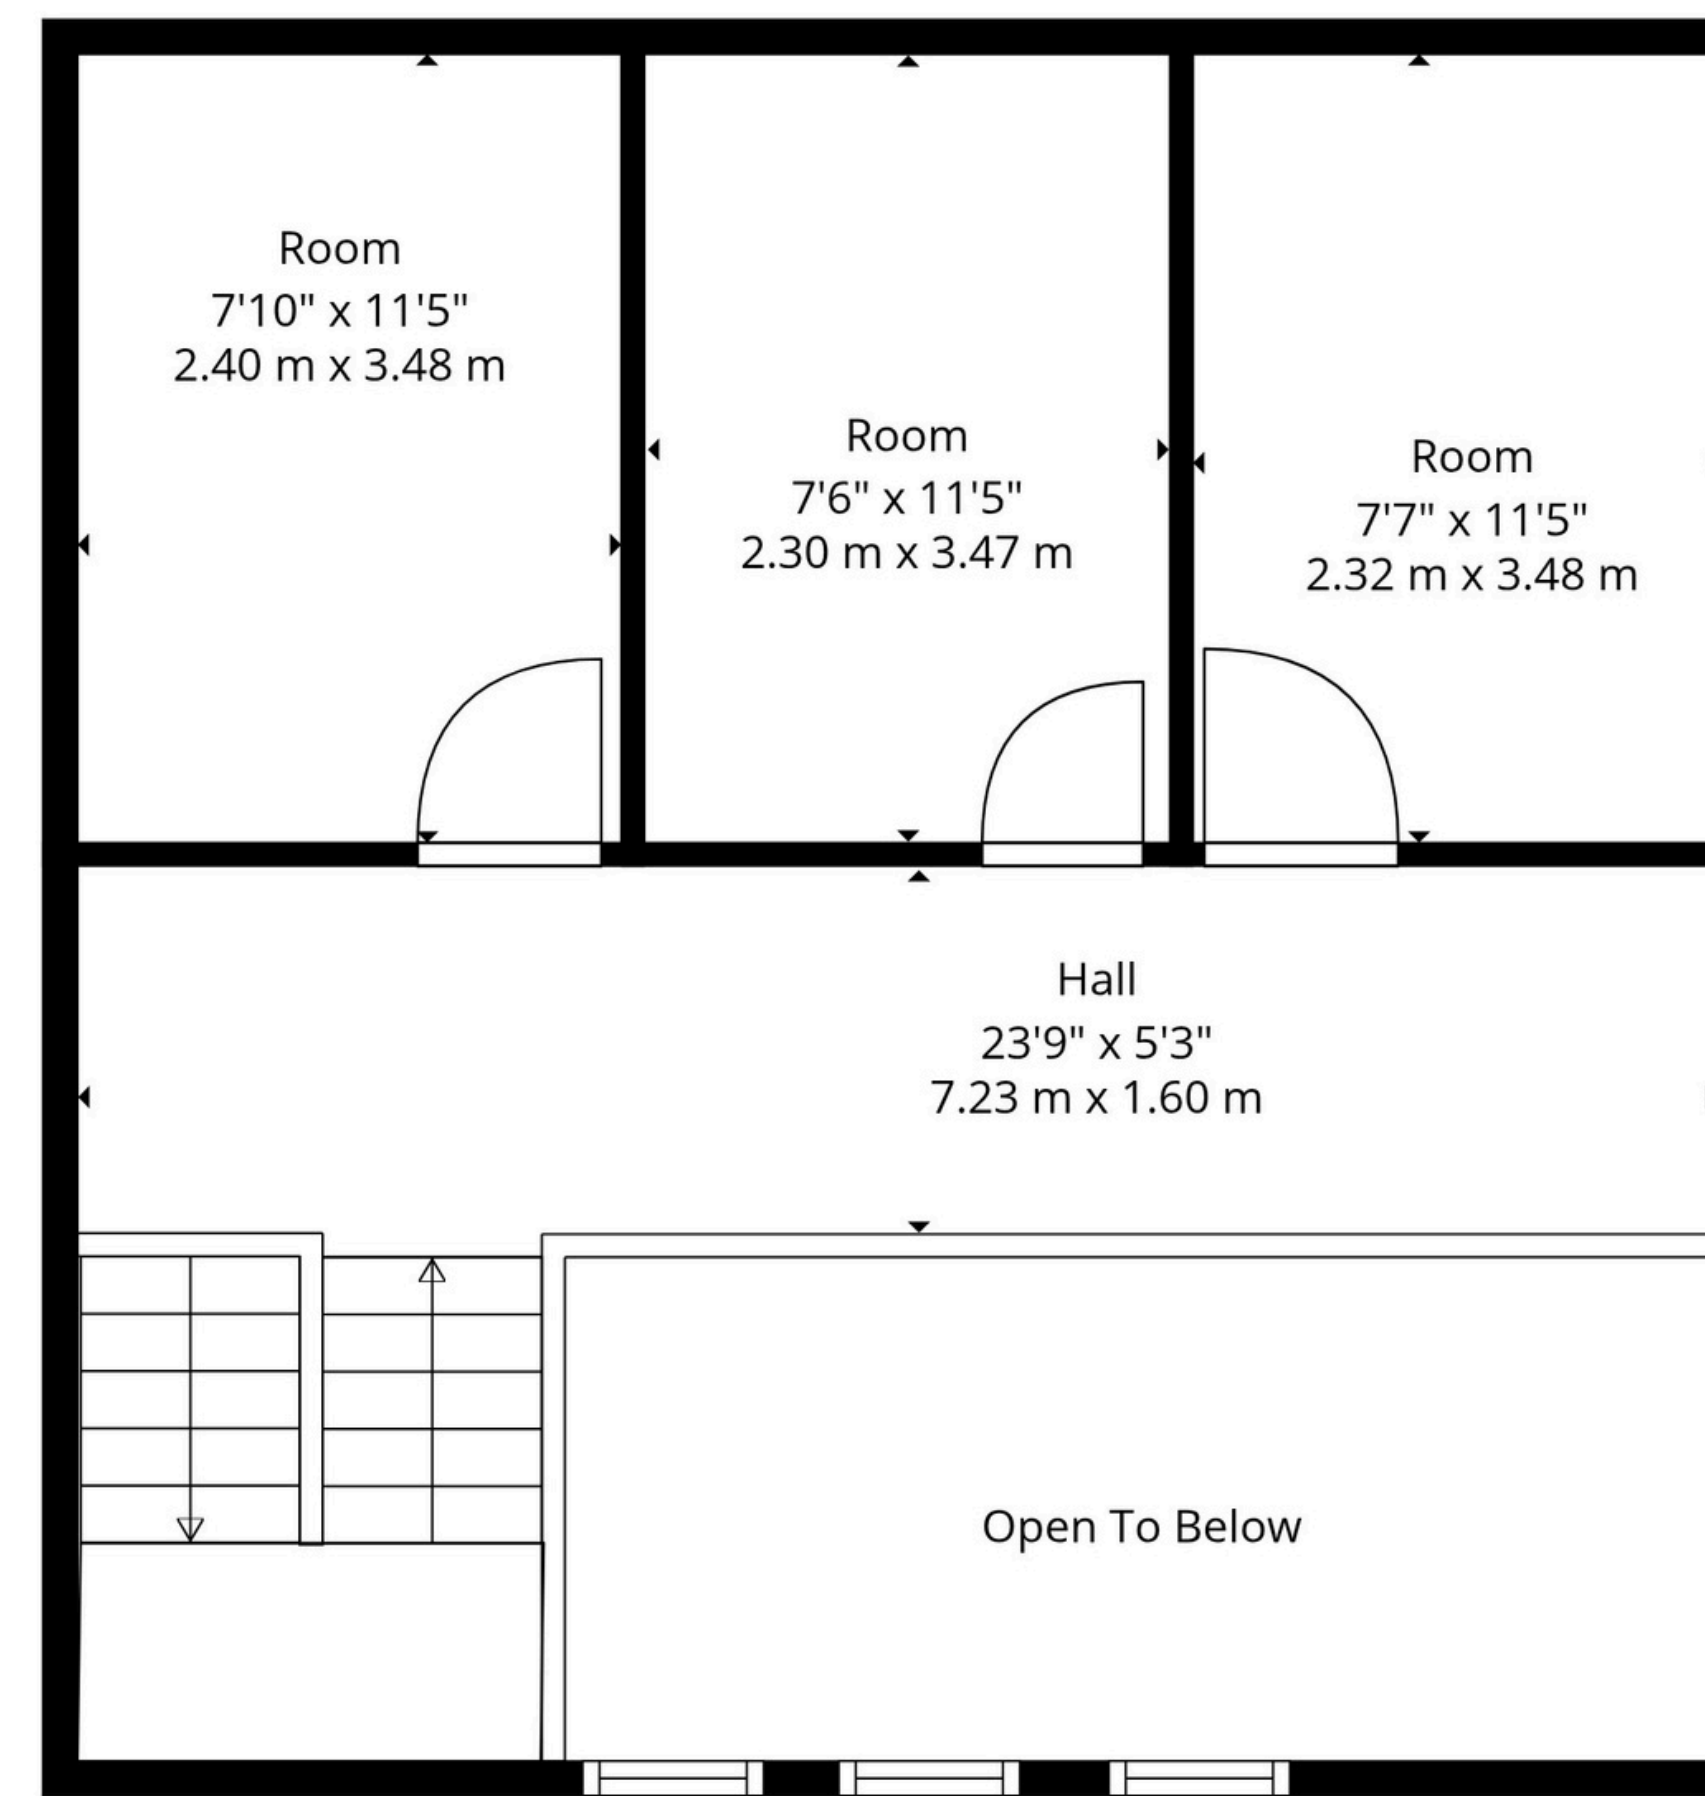 Room
7'10" x 11'5"
2.40 m x 3.48 m
Room
7'6" x 11'5"
2.30 m x 3.47 m
Room
7'7" x 11'5"
2.32 m x 3.48 m
Hall
23'9" x 5'3"
7.23 m x 1.60 m
Open To Below